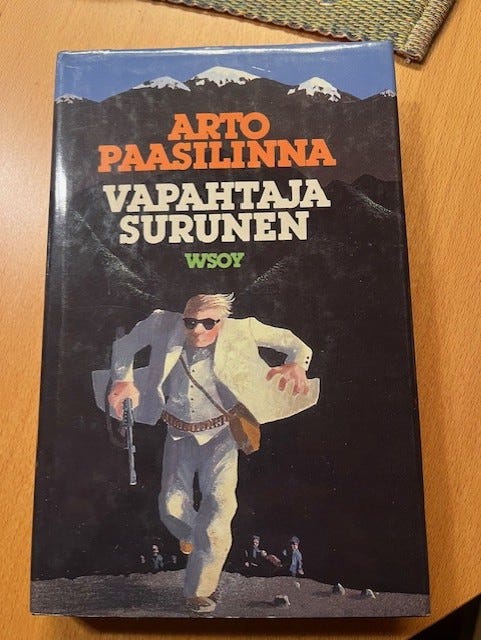 ARTO
PAASILINNA
VAPAHTAJA
SURUNEN
WSOY